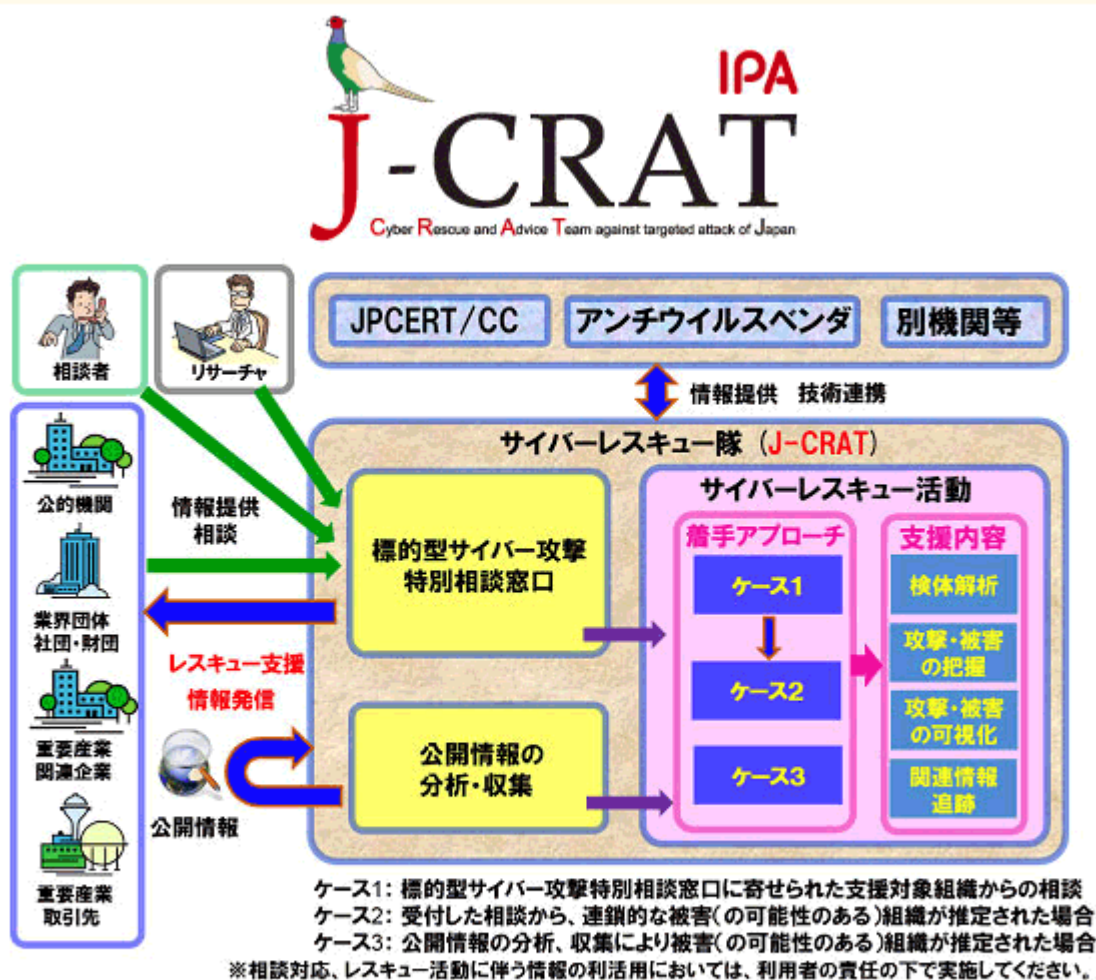 IPA
J-CRAT
Cyber Rescue and Advice Team against targeted attack of Japan
相談者
リサーチャ
JPCERT/CC
アンチウイルスベンダ
別機関等
情報提供 技術連携
公的機関
業界団体
社団・財団
重要産業
関連企業
重要産業
取引先
情報提供
相談
レスキュー支援
情報発信
公開情報
サイバーレスキュー隊 (J-CRAT)
標的型サイバー攻撃
特別相談窓口
公開情報の
分析・収集
サイバーレスキュー活動
着手アプローチ
ケース1
ケース2
ケース3
支援内容
検体解析
攻撃・被害
の把握
攻撃・被害
の可視化
関連情報
追跡
ケース1: 標的型サイバー攻撃特別相談窓口に寄せられた支援対象組織からの相談
ケース2: 受付した相談から、連鎖的な被害(の可能性のある)組織が推定された場合
ケース3: 公開情報の分析、収集により被害(の可能性のある)組織が推定された場合
※相談対応、レスキュー活動に伴う情報の利活用においては、利用者の責任の下で実施してください。